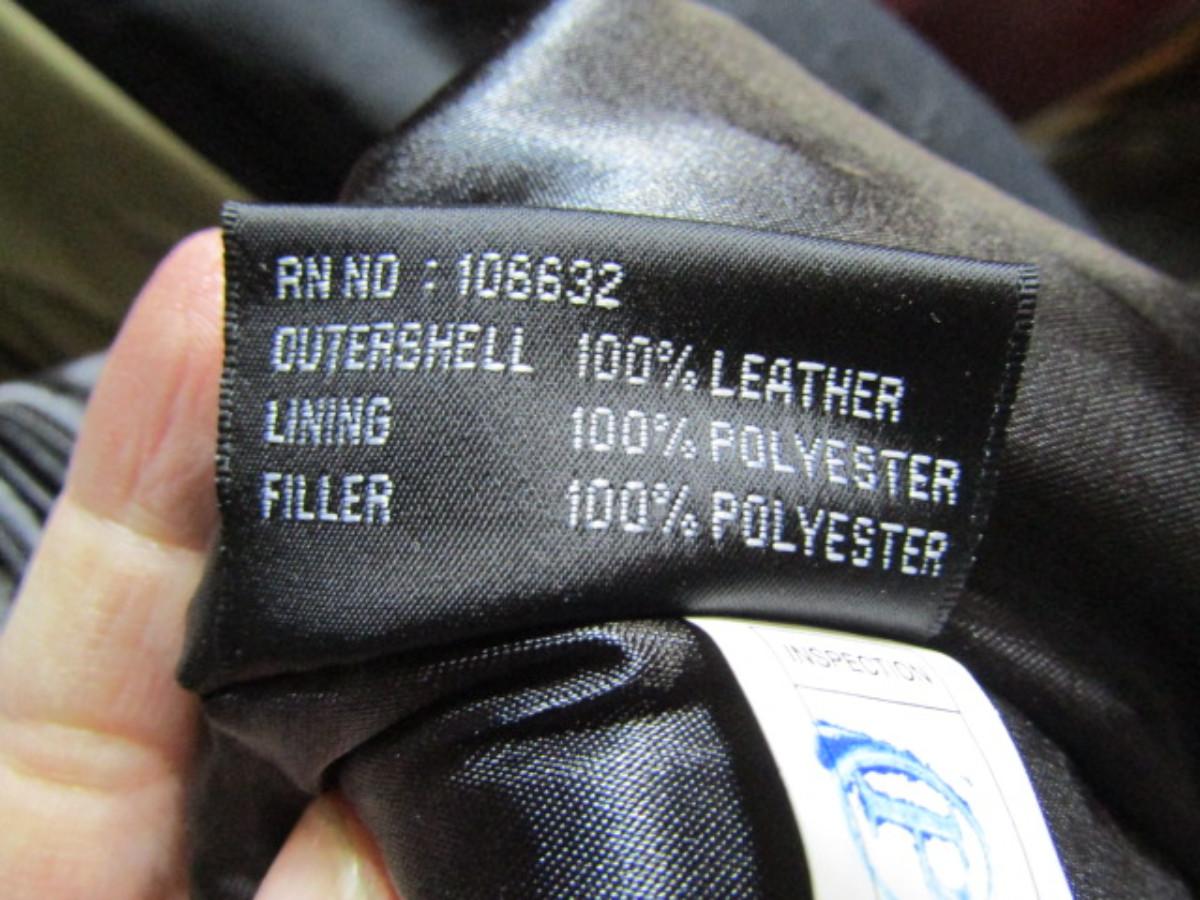 RN NO : 108632
OUTERSHELL 100% LEATHER
LINING 100% POLYESTER
FILLER 100% POLYESTER
INSPECTION